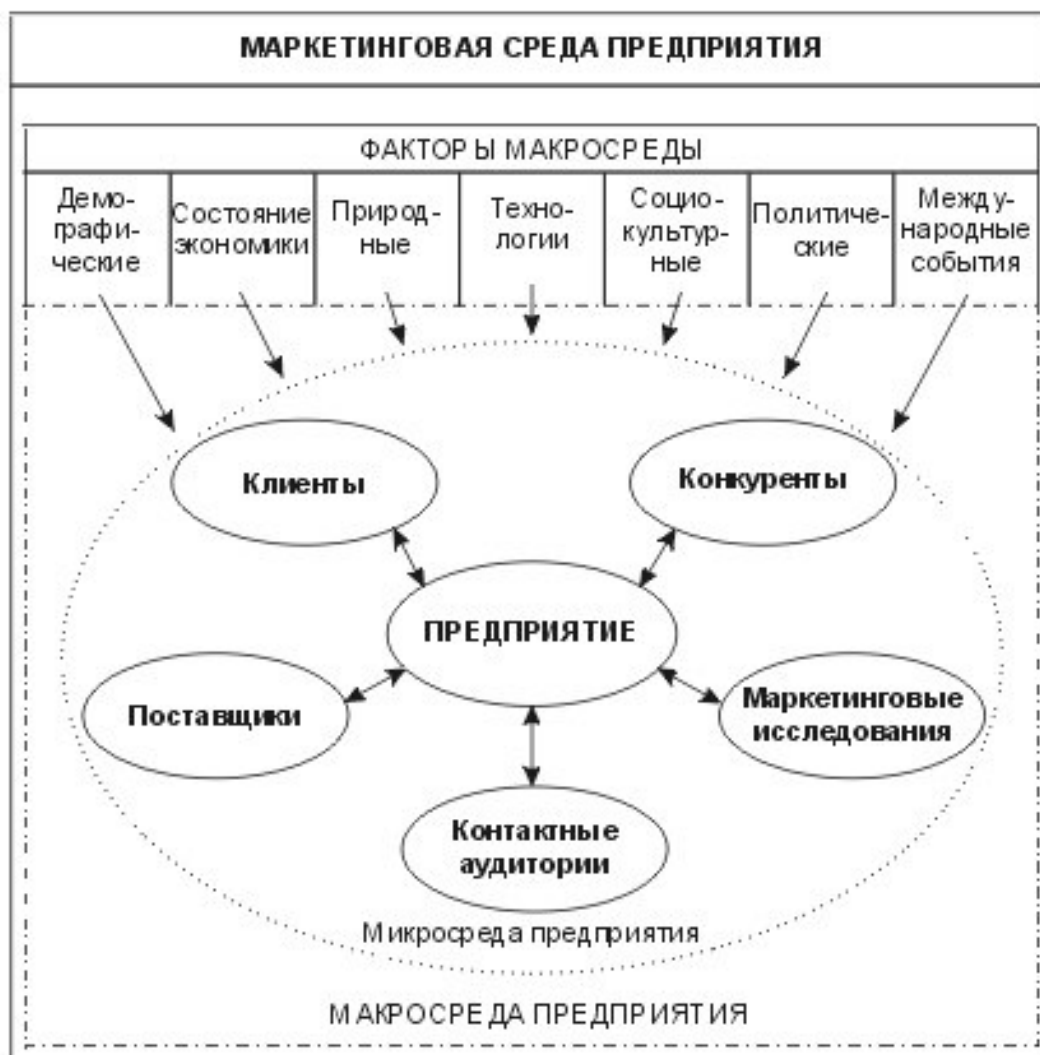 МАРКЕТИНГОВАЯ СРЕДА ПРЕДПРИЯТИЯ
ФАКТОРЫ МАКРОСРЕДЫ
Демо-
графи-
ческие
Состояние
экономики
Природ-
ные
Техно-
логии
Социо-
культур-
ные
Политиче-
ские
Между-
народные
события
Клиенты
Конкуренты
ПРЕДПРИЯТИЕ
Поставщики
Маркетинговые
исследования
Контактные
аудитории
Микросреда предприятия
МАКРОСРЕДА ПРЕДПРИЯТИЯ